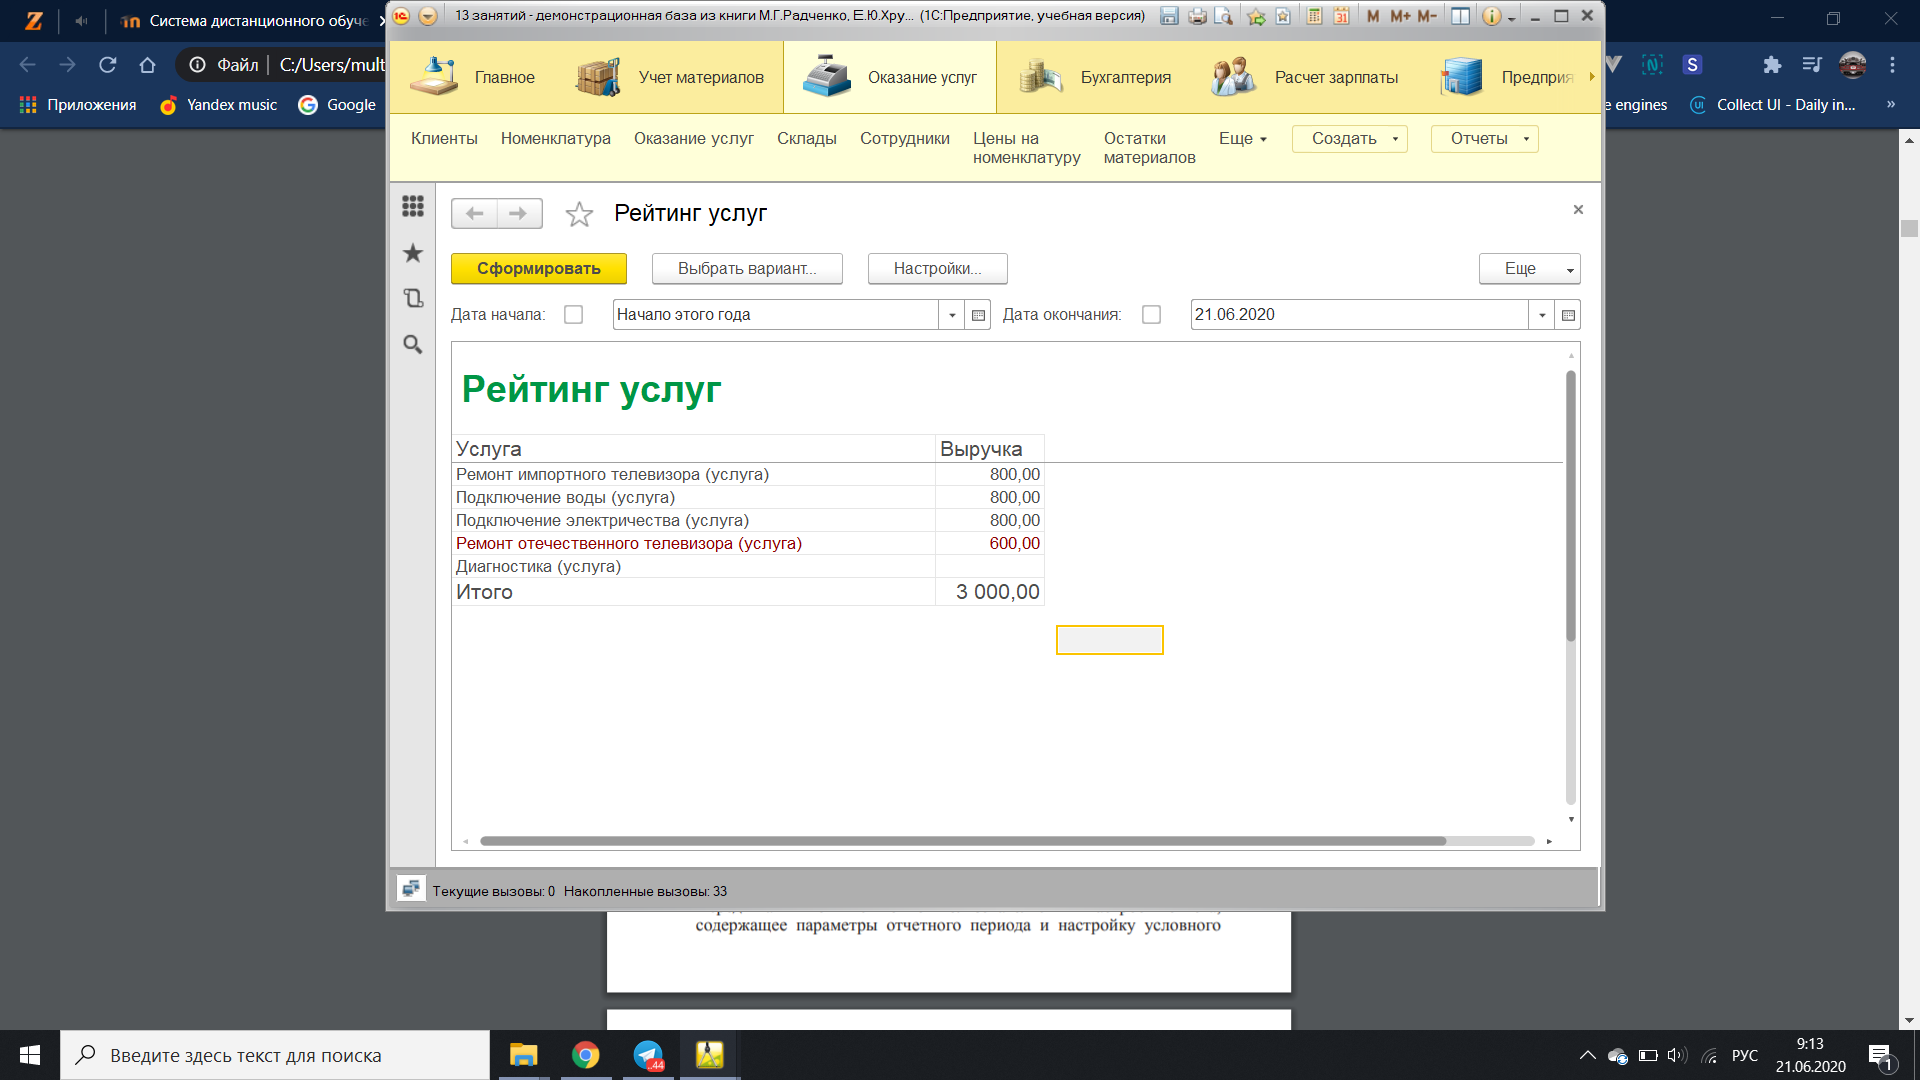 Система дистанционного обуче
13 занятий - демонстрационная база из книги М.Г.Радченко, Е.Ю.Хру... (1С:Предприятие, учебная версия)
M M+ M-
Файл C:/Users/mult
Приложения Yandex music Google
e engines Collect UI - Daily in... »
Главное Учет материалов Оказание услуг Бухгалтерия Расчет зарплаты Предприя
Клиенты Номенклатура Оказание услуг Склады Сотрудники Цены на номенклатуру Остатки материалов Еще Создать Отчеты
Рейтинг услуг
Сформировать Выбрать вариант... Настройки... Еще
Дата начала: Начало этого года Дата окончания: 21.06.2020
Рейтинг услуг
Услуга Выручка
Ремонт импортного телевизора (услуга) 800,00
Подключение воды (услуга) 800,00
Подключение электричества (услуга) 800,00
Ремонт отечественного телевизора (услуга) 600,00
Диагностика (услуга)
Итого 3 000,00
Текущие вызовы: 0 Накопленные вызовы: 33
содержащее параметры отчетного периода и настройку условного
Введите здесь текст для поиска
..44
РУС
9:13
21.06.2020
1